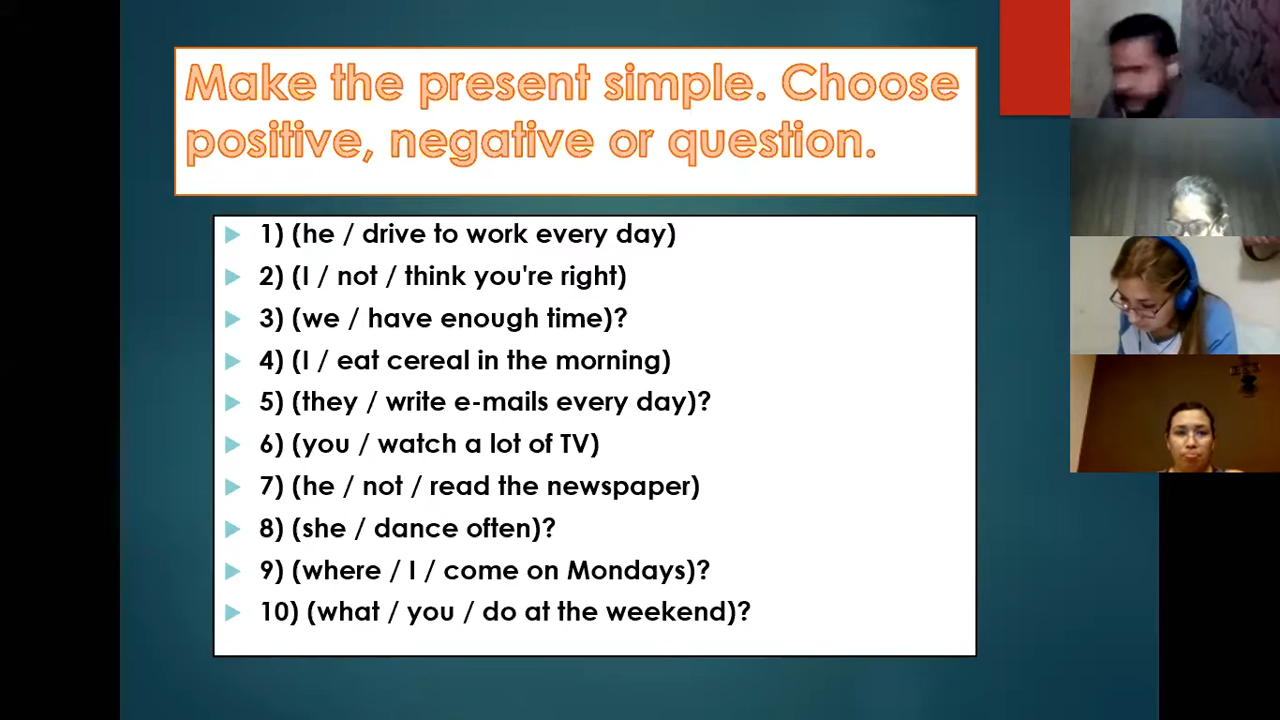 Make the present simple. Choose
positive, negative or question.
1) (he / drive to work every day)
2) (I / not / think you're right)
3) (we / have enough time)?
4) (I / eat cereal in the morning)
5) (they / write e-mails every day)?
6) (you / watch a lot of TV)
7) (he / not / read the newspaper)
8) (she / dance often)?
9) (where / I / come on Mondays)?
10) (what / you / do at the weekend)?